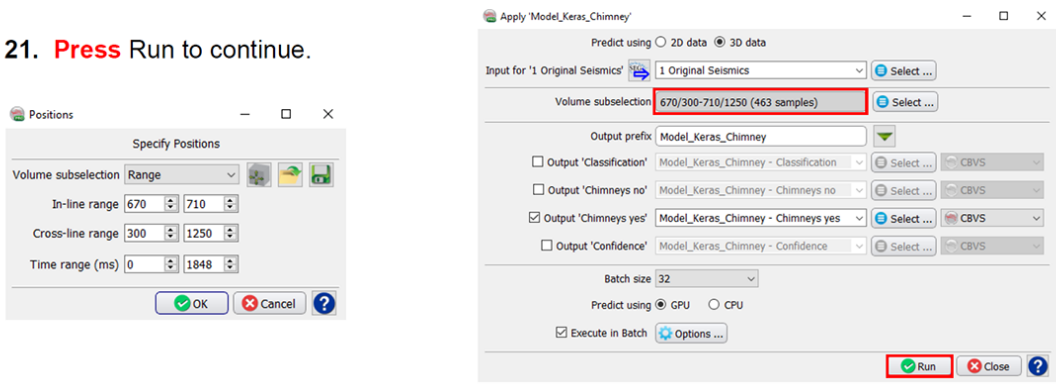 21. Press Run to continue.
Positions
Specify Positions
Volume subselection Range
In-line range 670 710
Cross-line range 300 1250
Time range (ms) 0 1848
OK Cancel ?
Apply 'Model_Keras_Chimney'
Predict using 2D data 3D data
Input for '1 Original Seismics' 1 Original Seismics Select ...
Volume subselection 670/300-710/1250 (463 samples) Select ...
Output prefix Model_Keras_Chimney
Output 'Classification' Model_Keras_Chimney - Classification Select ... CBVS
Output 'Chimneys no' Model_Keras_Chimney - Chimneys no Select ... CBVS
Output 'Chimneys yes' Model_Keras_Chimney - Chimneys yes Select ... CBVS
Output 'Confidence' Model_Keras_Chimney - Confidence Select ... CBVS
Batch size 32
Predict using GPU CPU
Execute in Batch Options ...
Run Close ?